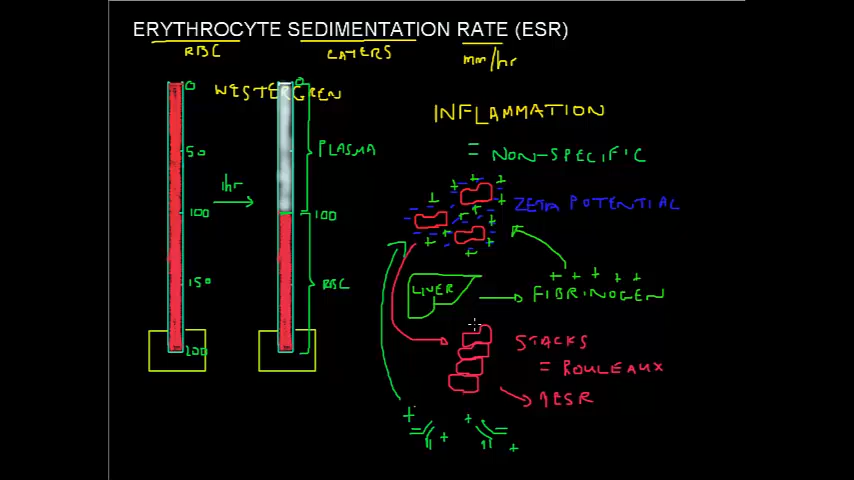 ERYTHROCYTE SEDIMENTATION RATE (ESR)
RBC LAYERS mm/hr
WESTERGREN
0 0
50
100 100
150
200
1hr
PLASMA
RBC
INFLAMMATION
= NON-SPECIFIC
ZETA POTENTIAL
LIVER
+ + + + +
FIBRINOGEN
STACKS
= ROULEAUX
↑ESR